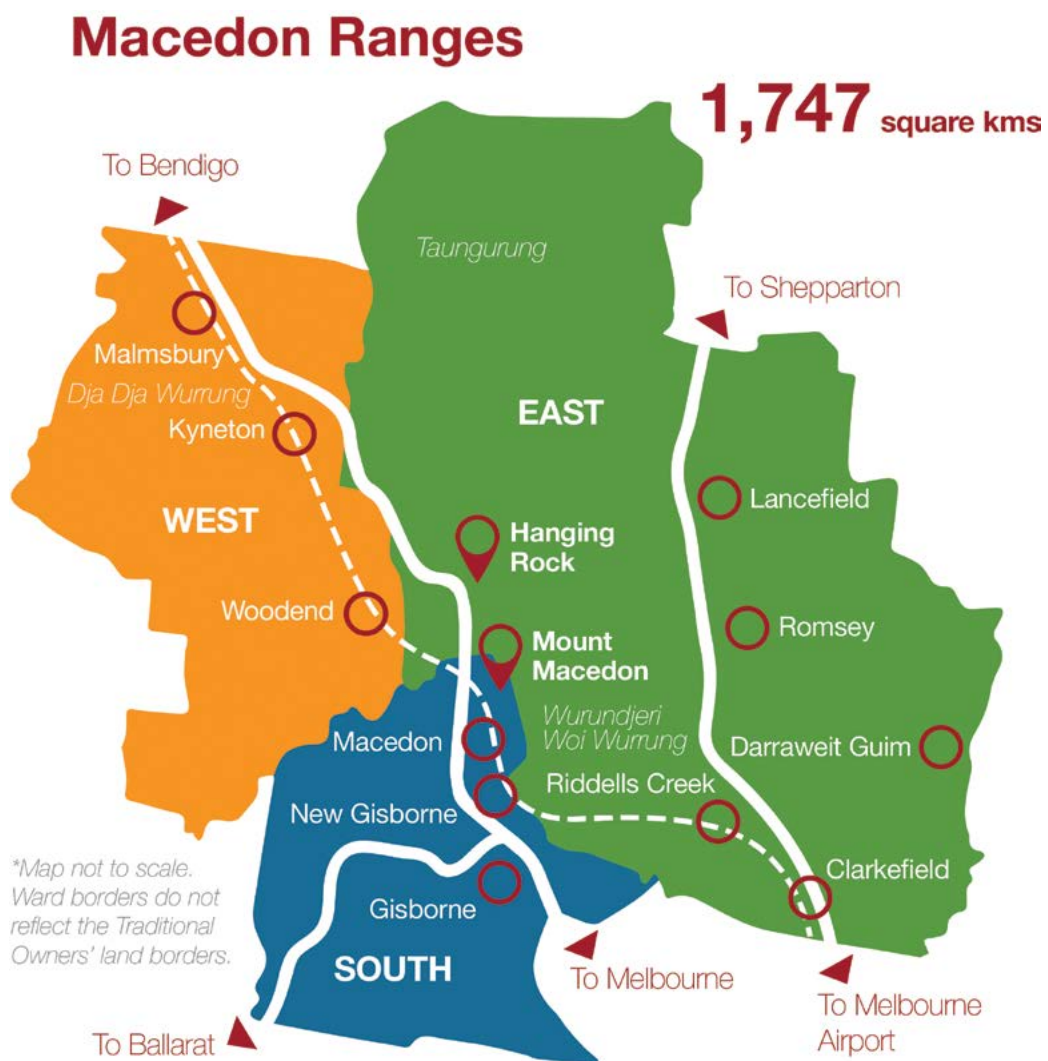 Macedon Ranges
1,747 square kms
To Bendigo
Taungurung
To Shepparton
Malmsbury
Dja Dja Wurrung
Kyneton
EAST
WEST
Lancefield
Hanging
Rock
Woodend
Romsey
Mount
Macedon
Wurundjeri
Woi Wurrung
Macedon
Darraweit Guim
Riddells Creek
New Gisborne
*Map not to scale.
Ward borders do not
reflect the Traditional
Owners' land borders.
Clarkefield
Gisborne
SOUTH
To Melbourne
To Melbourne
Airport
To Ballarat